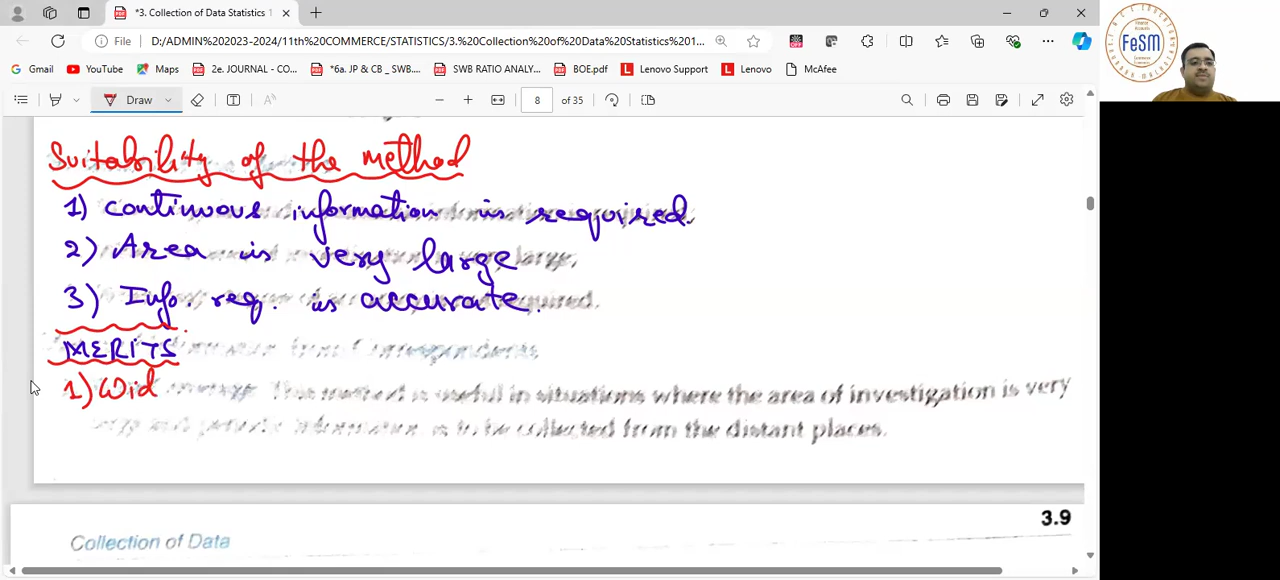 *3. Collection of Data Statistics 1
File D:/ADMIN%202023-2024/11th%20COMMERCE/STATISTICS/3.%20Collection%20of%20Data%20Statistics%201...
Gmail YouTube Maps 2e. JOURNAL - CO... *6a. JP & CB _ SWB.... SWB RATIO ANALY... BOE.pdf Lenovo Support Lenovo McAfee
Draw 8 of 35
FeSM
Suitability of the method
1) continuous information is required.
2) Area is very large
3) Info. req. is accurate.
MERITS
1) Wid
This method is useful in situations where the area of investigation is very
information is to be collected from the distant places.
3.9
Collection of Data